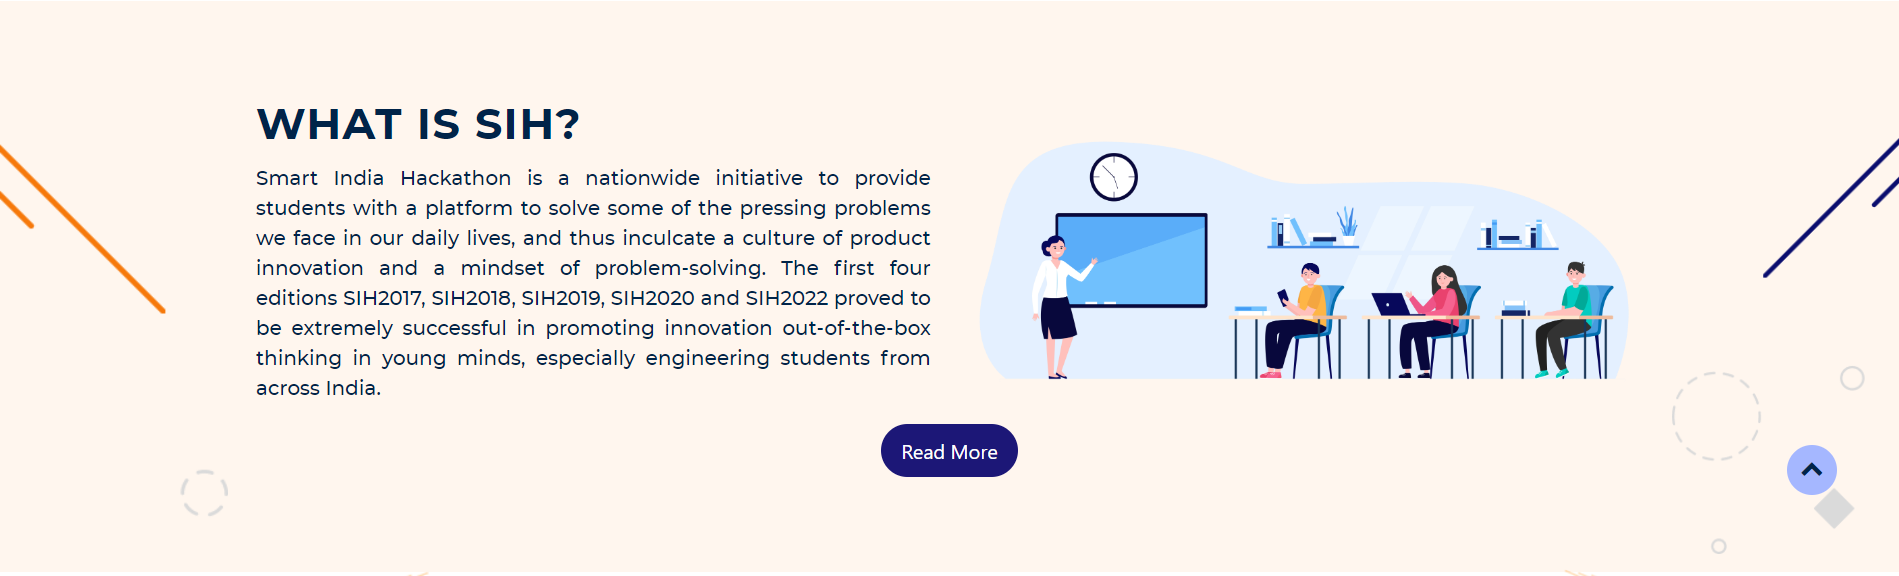 WHAT IS SIH?
Smart India Hackathon is a nationwide initiative to provide
students with a platform to solve some of the pressing problems
we face in our daily lives, and thus inculcate a culture of product
innovation and a mindset of problem-solving. The first four
editions SIH2017, SIH2018, SIH2019, SIH2020 and SIH2022 proved to
be extremely successful in promoting innovation out-of-the-box
thinking in young minds, especially engineering students from
across India.
Read More